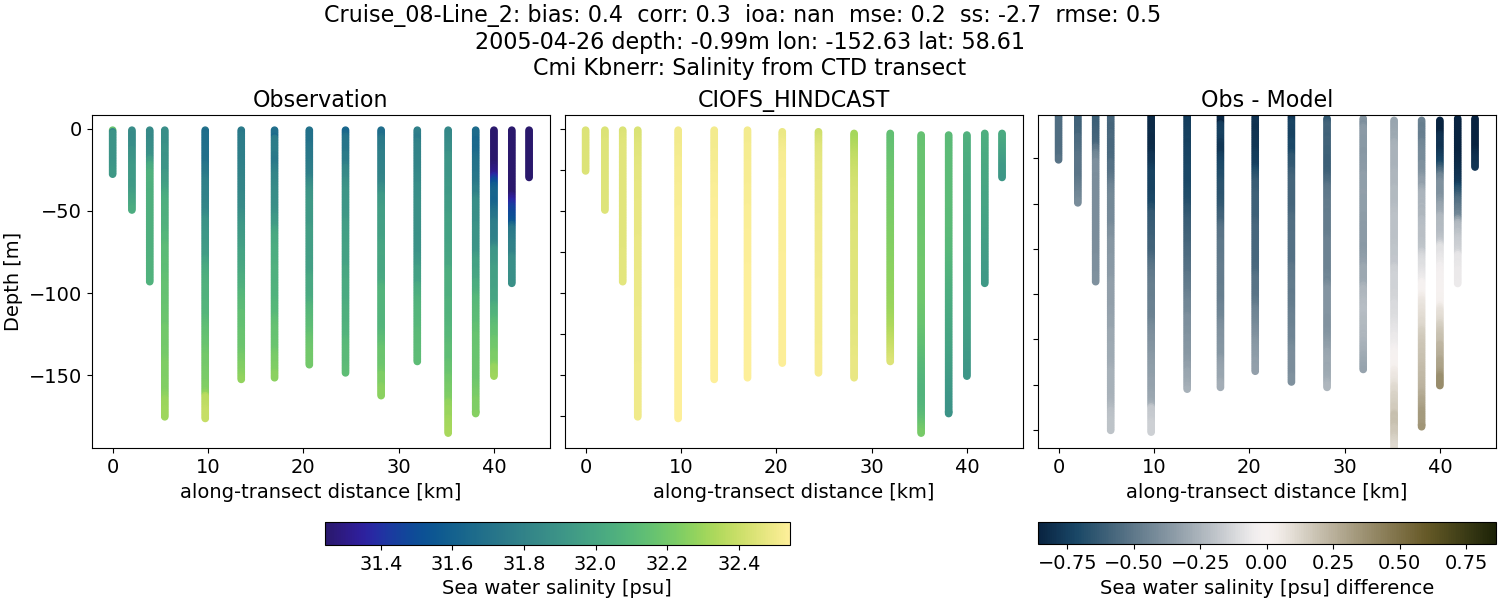 Cruise_08-Line_2: bias: 0.4  corr: 0.3  ioa: nan  mse: 0.2  ss: -2.7  rmse: 0.5
2005-04-26 depth: -0.99m lon: -152.63 lat: 58.61
Cmi Kbnerr: Salinity from CTD transect
Observation
CIOFS_HINDCAST
Obs - Model
Depth [m]
0
−50
−100
−150
0 10 20 30 40
0 10 20 30 40
0 10 20 30 40
along-transect distance [km]
along-transect distance [km]
along-transect distance [km]
31.4 31.6 31.8 32.0 32.2 32.4
Sea water salinity [psu]
−0.75 −0.50 −0.25 0.00 0.25 0.50 0.75
Sea water salinity [psu] difference